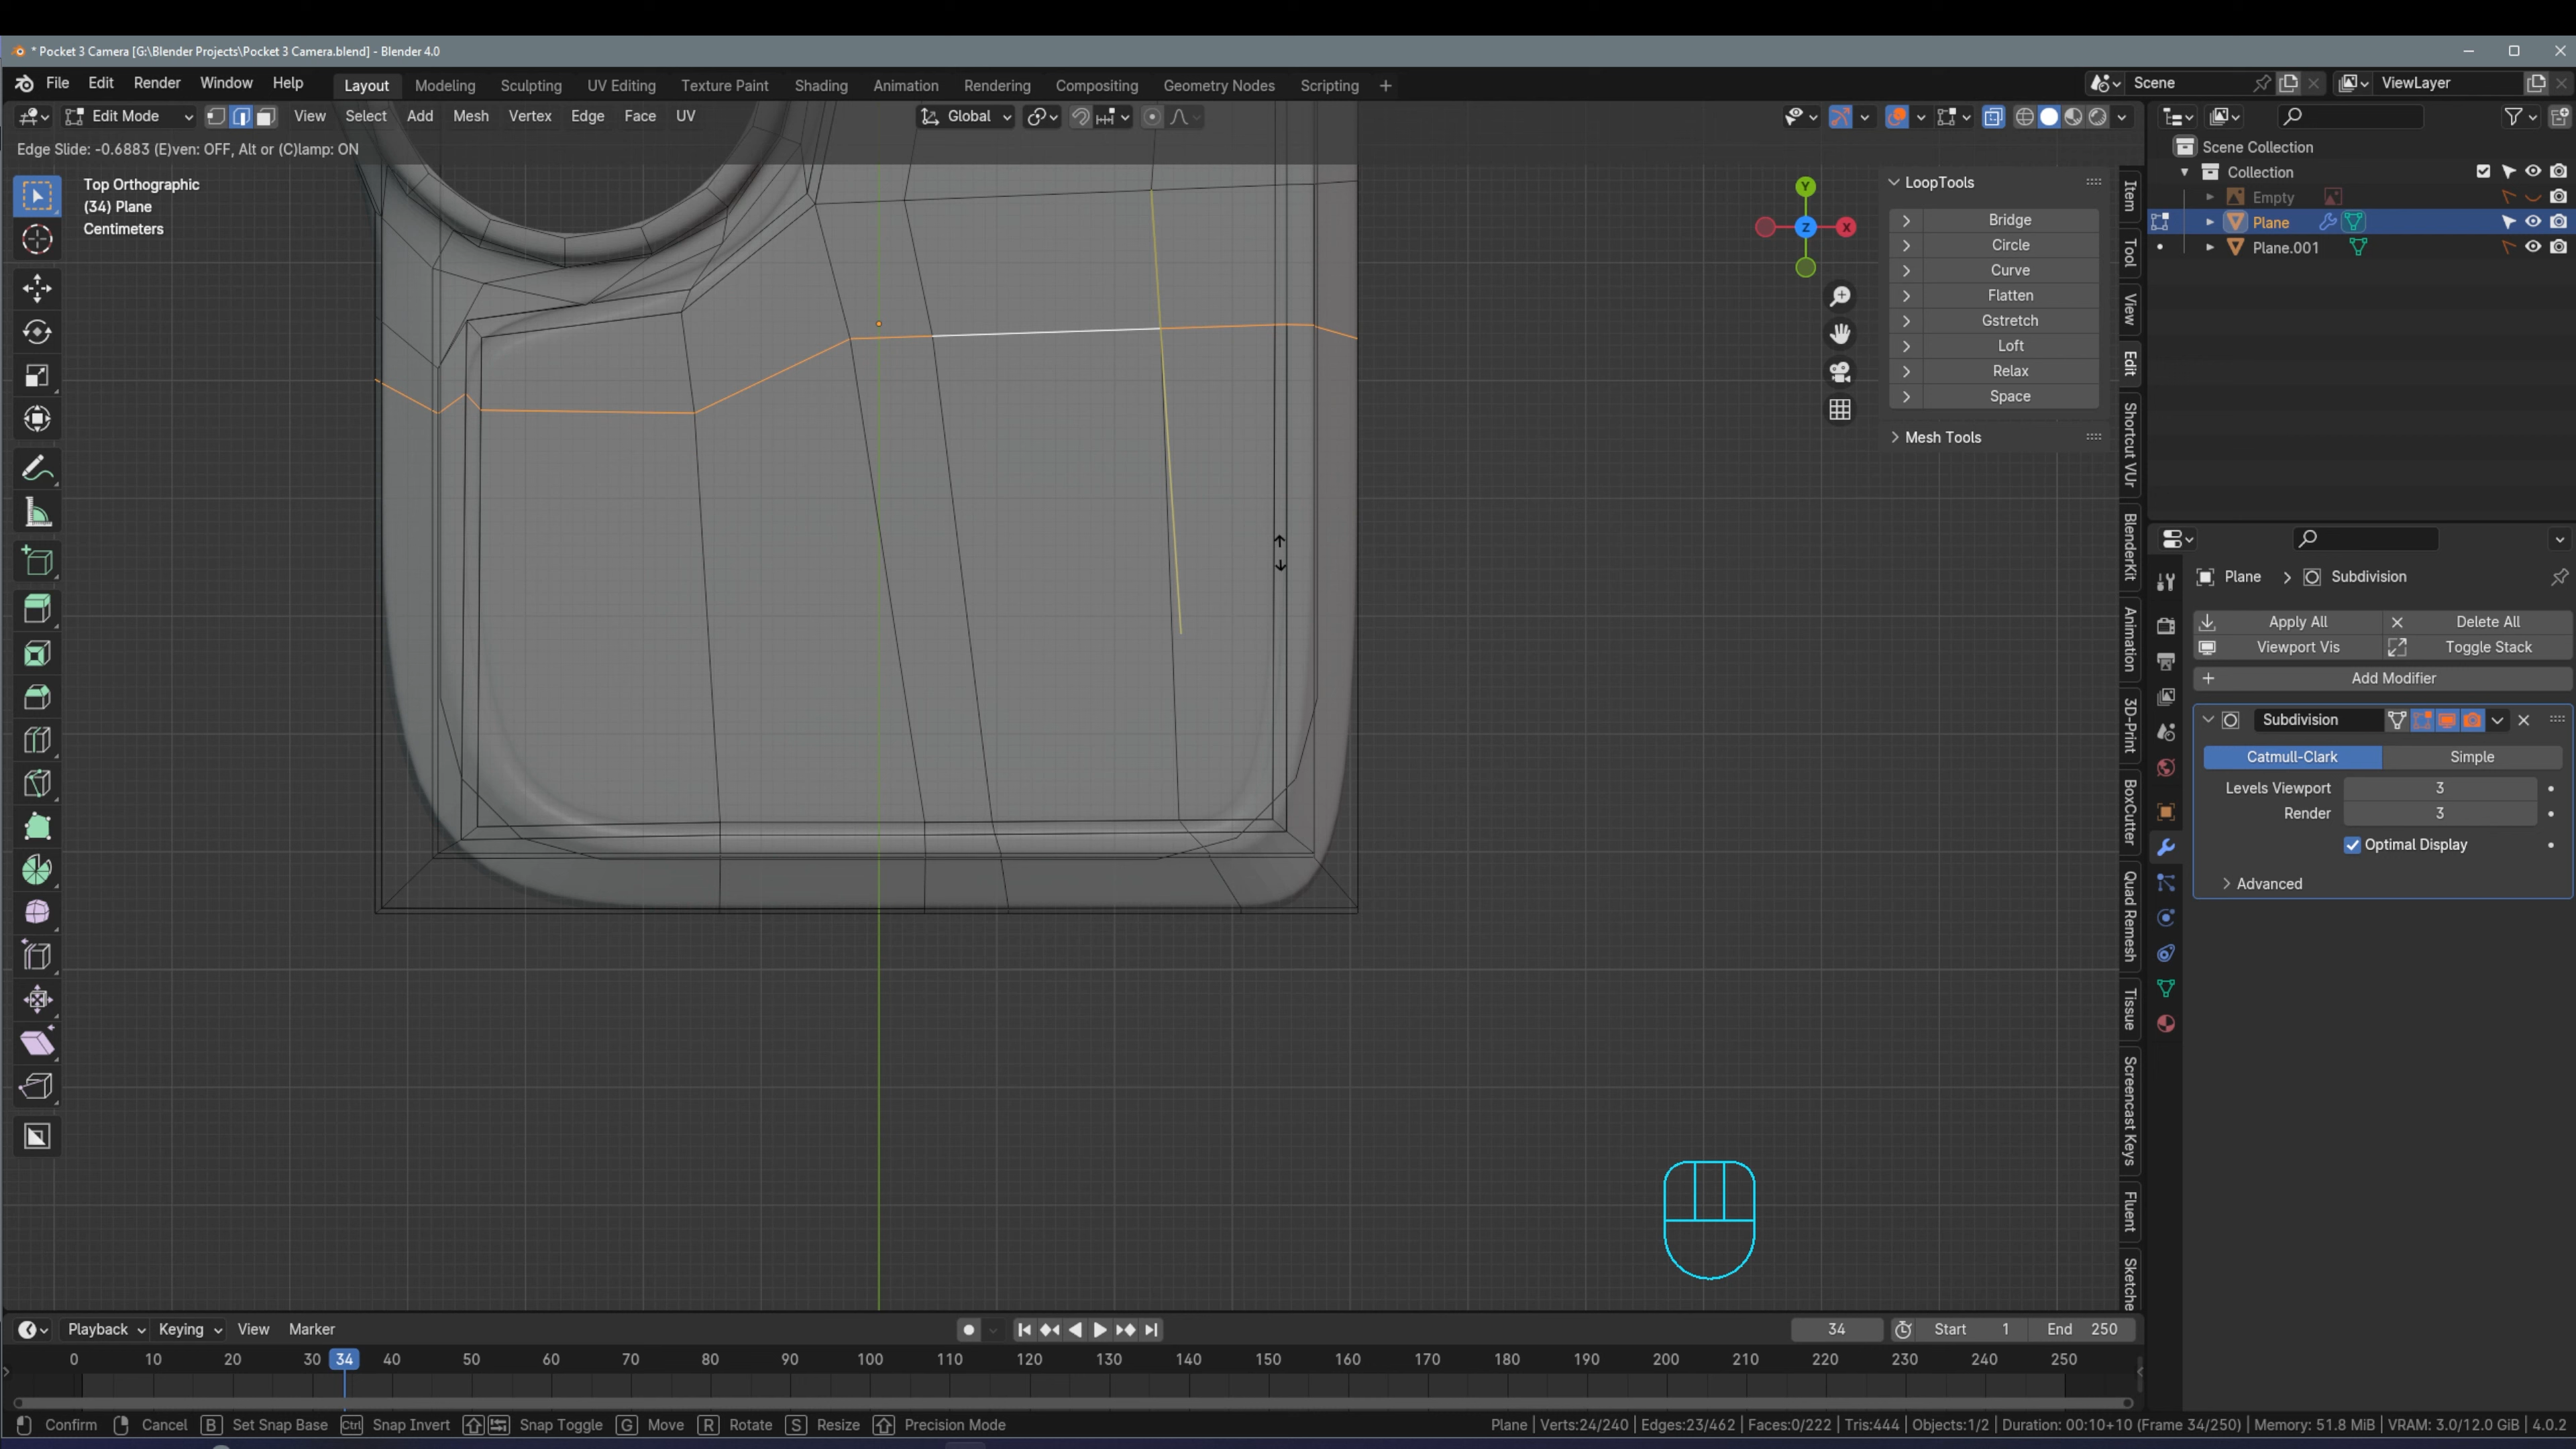 * Pocket 3 Camera [G:\Blender Projects\Pocket 3 Camera.blend] - Blender 4.0
File Edit Render Window Help Layout Modeling Sculpting UV Editing Texture Paint Shading Animation Rendering Compositing Geometry Nodes Scripting + Scene ViewLayer
Edit Mode View Select Add Mesh Vertex Edge Face UV Global
Edge Slide: -0.6883 (E)ven: OFF, Alt or (C)lamp: ON
Top Orthographic
(34) Plane
Centimeters
Y
Z
X
LoopTools
Bridge
Circle
Curve
Flatten
Gstretch
Loft
Relax
Space
Mesh Tools
Item
Tool
View
Edit
Shortcut VUr
BlenderKit
Animation
3D-Print
BoxCutter
Quad Remesh
Tissue
Screencast Keys
Fluent
Sketche
Scene Collection
Collection
Empty
Plane
Plane.001
Plane > Subdivision
Apply All Delete All
Viewport Vis Toggle Stack
Add Modifier
Subdivision
Catmull-Clark Simple
Levels Viewport 3
Render 3
Optimal Display
Advanced
Playback Keying View Marker 34 Start 1 End 250
0 10 20 30 34 40 50 60 70 80 90 100 110 120 130 140 150 160 170 180 190 200 210 220 230 240 250
Confirm Cancel B Set Snap Base Ctrl Snap Invert Snap Toggle G Move R Rotate S Resize Precision Mode Plane | Verts:24/240 | Edges:23/462 | Faces:0/222 | Tris:444 | Objects:1/2 | Duration: 00:10+10 (Frame 34/250) | Memory: 51.8 MiB | VRAM: 3.0/12.0 GiB | 4.0.2